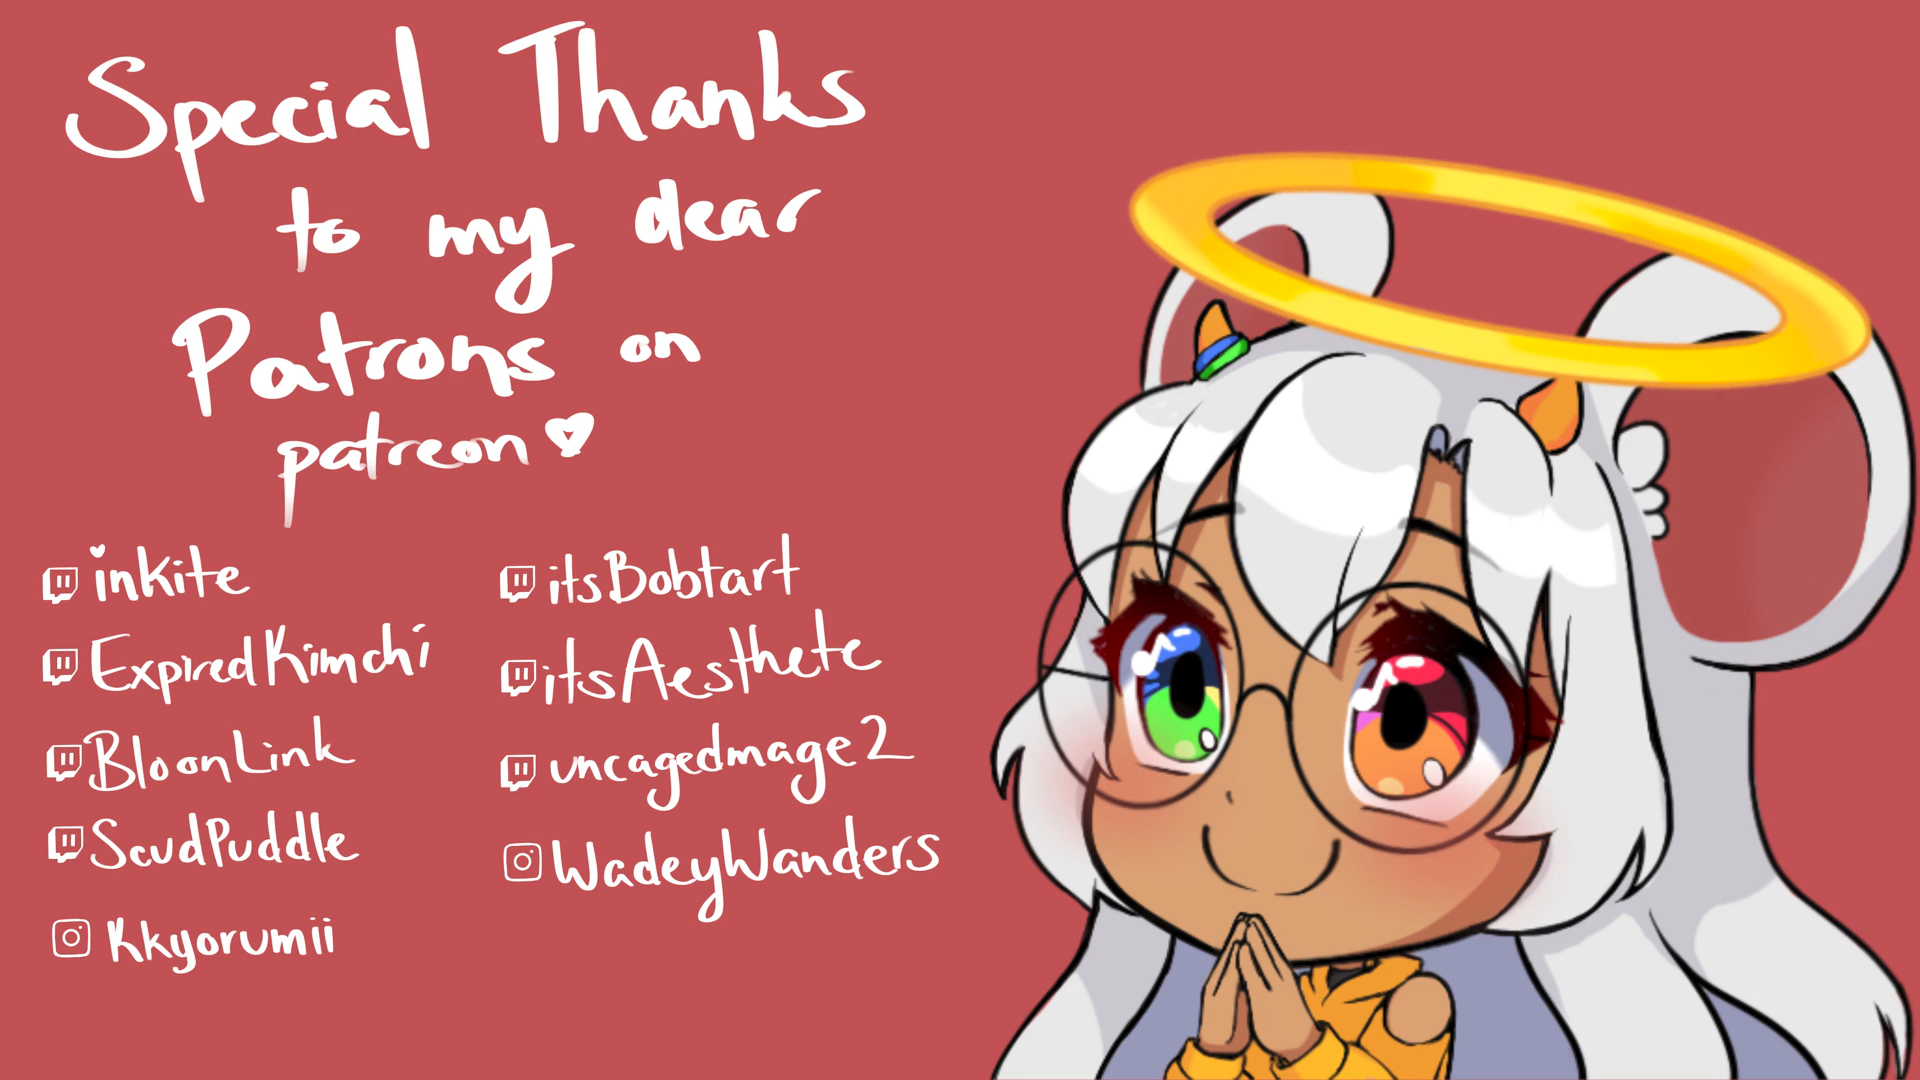 Special Thanks
to my dear
Patrons on
patreon
inkite
ExpiredKimchi
BloonLink
ScudPuddle
Kkyorumii
itsBobtart
itsAesthete
uncagedmage2
WadeyWanders